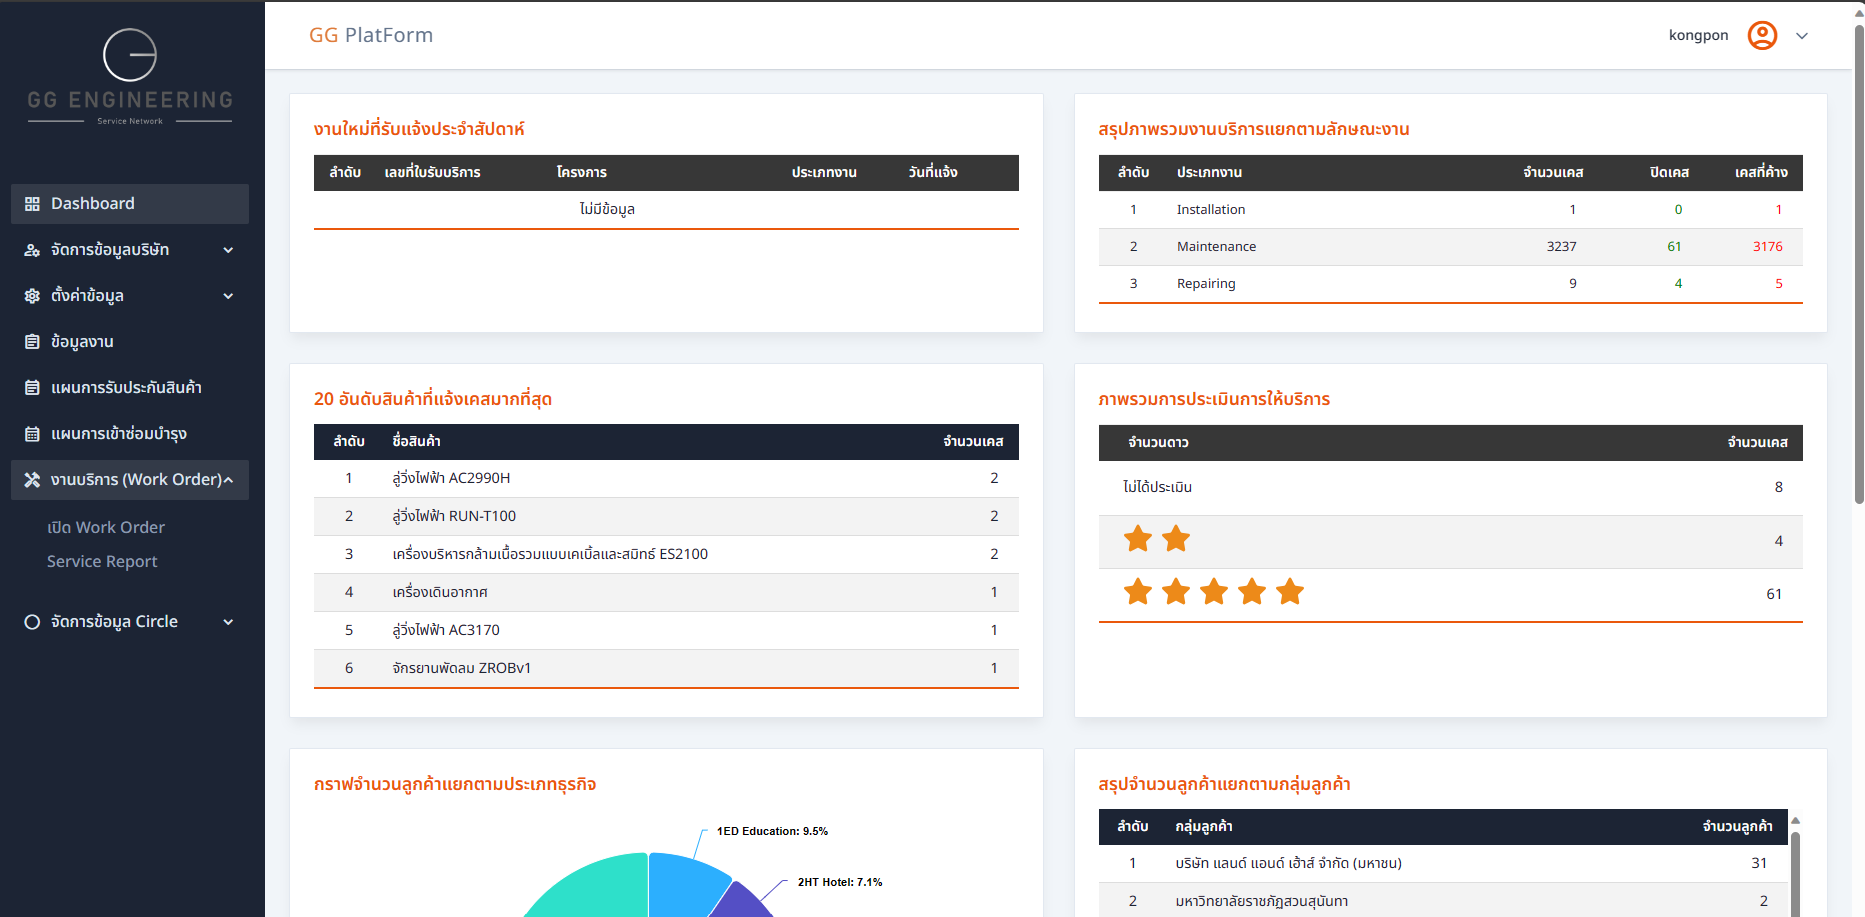 GG ENGINEERING
Service Network
Dashboard
จัดการข้อมูลบริษัท
ตั้งค่าข้อมูล
ข้อมูลงาน
แผนการรับประกันสินค้า
แผนการเข้าซ่อมบำรุง
งานบริการ (Work Order)
เปิด Work Order
Service Report
จัดการข้อมูล Circle
GG PlatForm
kongpon
งานใหม่ที่รับแจ้งประจำสัปดาห์
ลำดับ เลขที่ใบรับบริการ โครงการ ประเภทงาน วันที่แจ้ง
ไม่มีข้อมูล
สรุปภาพรวมงานบริการแยกตามลักษณะงาน
ลำดับ ประเภทงาน จำนวนเคส ปิดเคส เคสที่ค้าง
1 Installation 1 0 1
2 Maintenance 3237 61 3176
3 Repairing 9 4 5
20 อันดับสินค้าที่แจ้งเคสมากที่สุด
ลำดับ ชื่อสินค้า จำนวนเคส
1 ลู่วิ่งไฟฟ้า AC2990H 2
2 ลู่วิ่งไฟฟ้า RUN-T100 2
3 เครื่องบริหารกล้ามเนื้อรวมแบบเคเบิ้ลและสมิทธ์ ES2100 2
4 เครื่องเดินอากาศ 1
5 ลู่วิ่งไฟฟ้า AC3170 1
6 จักรยานพัดลม ZROBv1 1
ภาพรวมการประเมินการให้บริการ
จำนวนดาว จำนวนเคส
ไม่ได้ประเมิน 8
4
61
กราฟจำนวนลูกค้าแยกตามประเภทธุรกิจ
1ED Education: 9.5%
2HT Hotel: 7.1%
สรุปจำนวนลูกค้าแยกตามกลุ่มลูกค้า
ลำดับ กลุ่มลูกค้า จำนวนลูกค้า
1 บริษัท แลนด์ แอนด์ เฮ้าส์ จำกัด (มหาชน) 31
2 มหาวิทยาลัยราชภัฏสวนสุนันทา 2